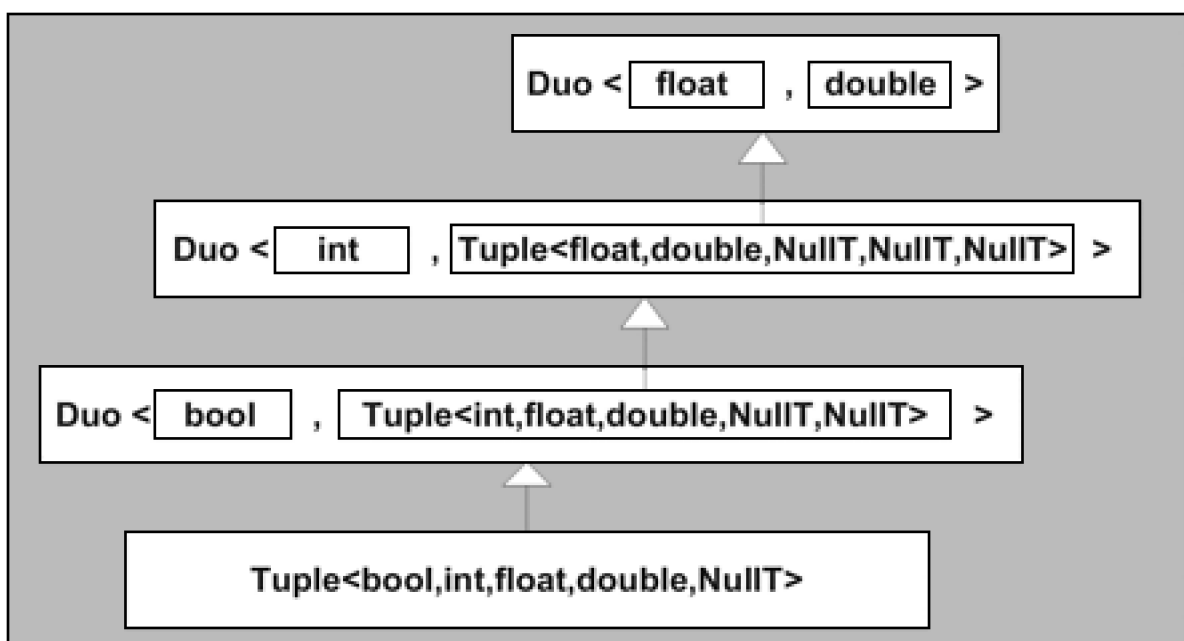 Duo < float , double >
Duo < int , Tuple<float,double,NullT,NullT,NullT> >
Duo < bool , Tuple<int,float,double,NullT,NullT> >
Tuple<bool,int,float,double,NullT>